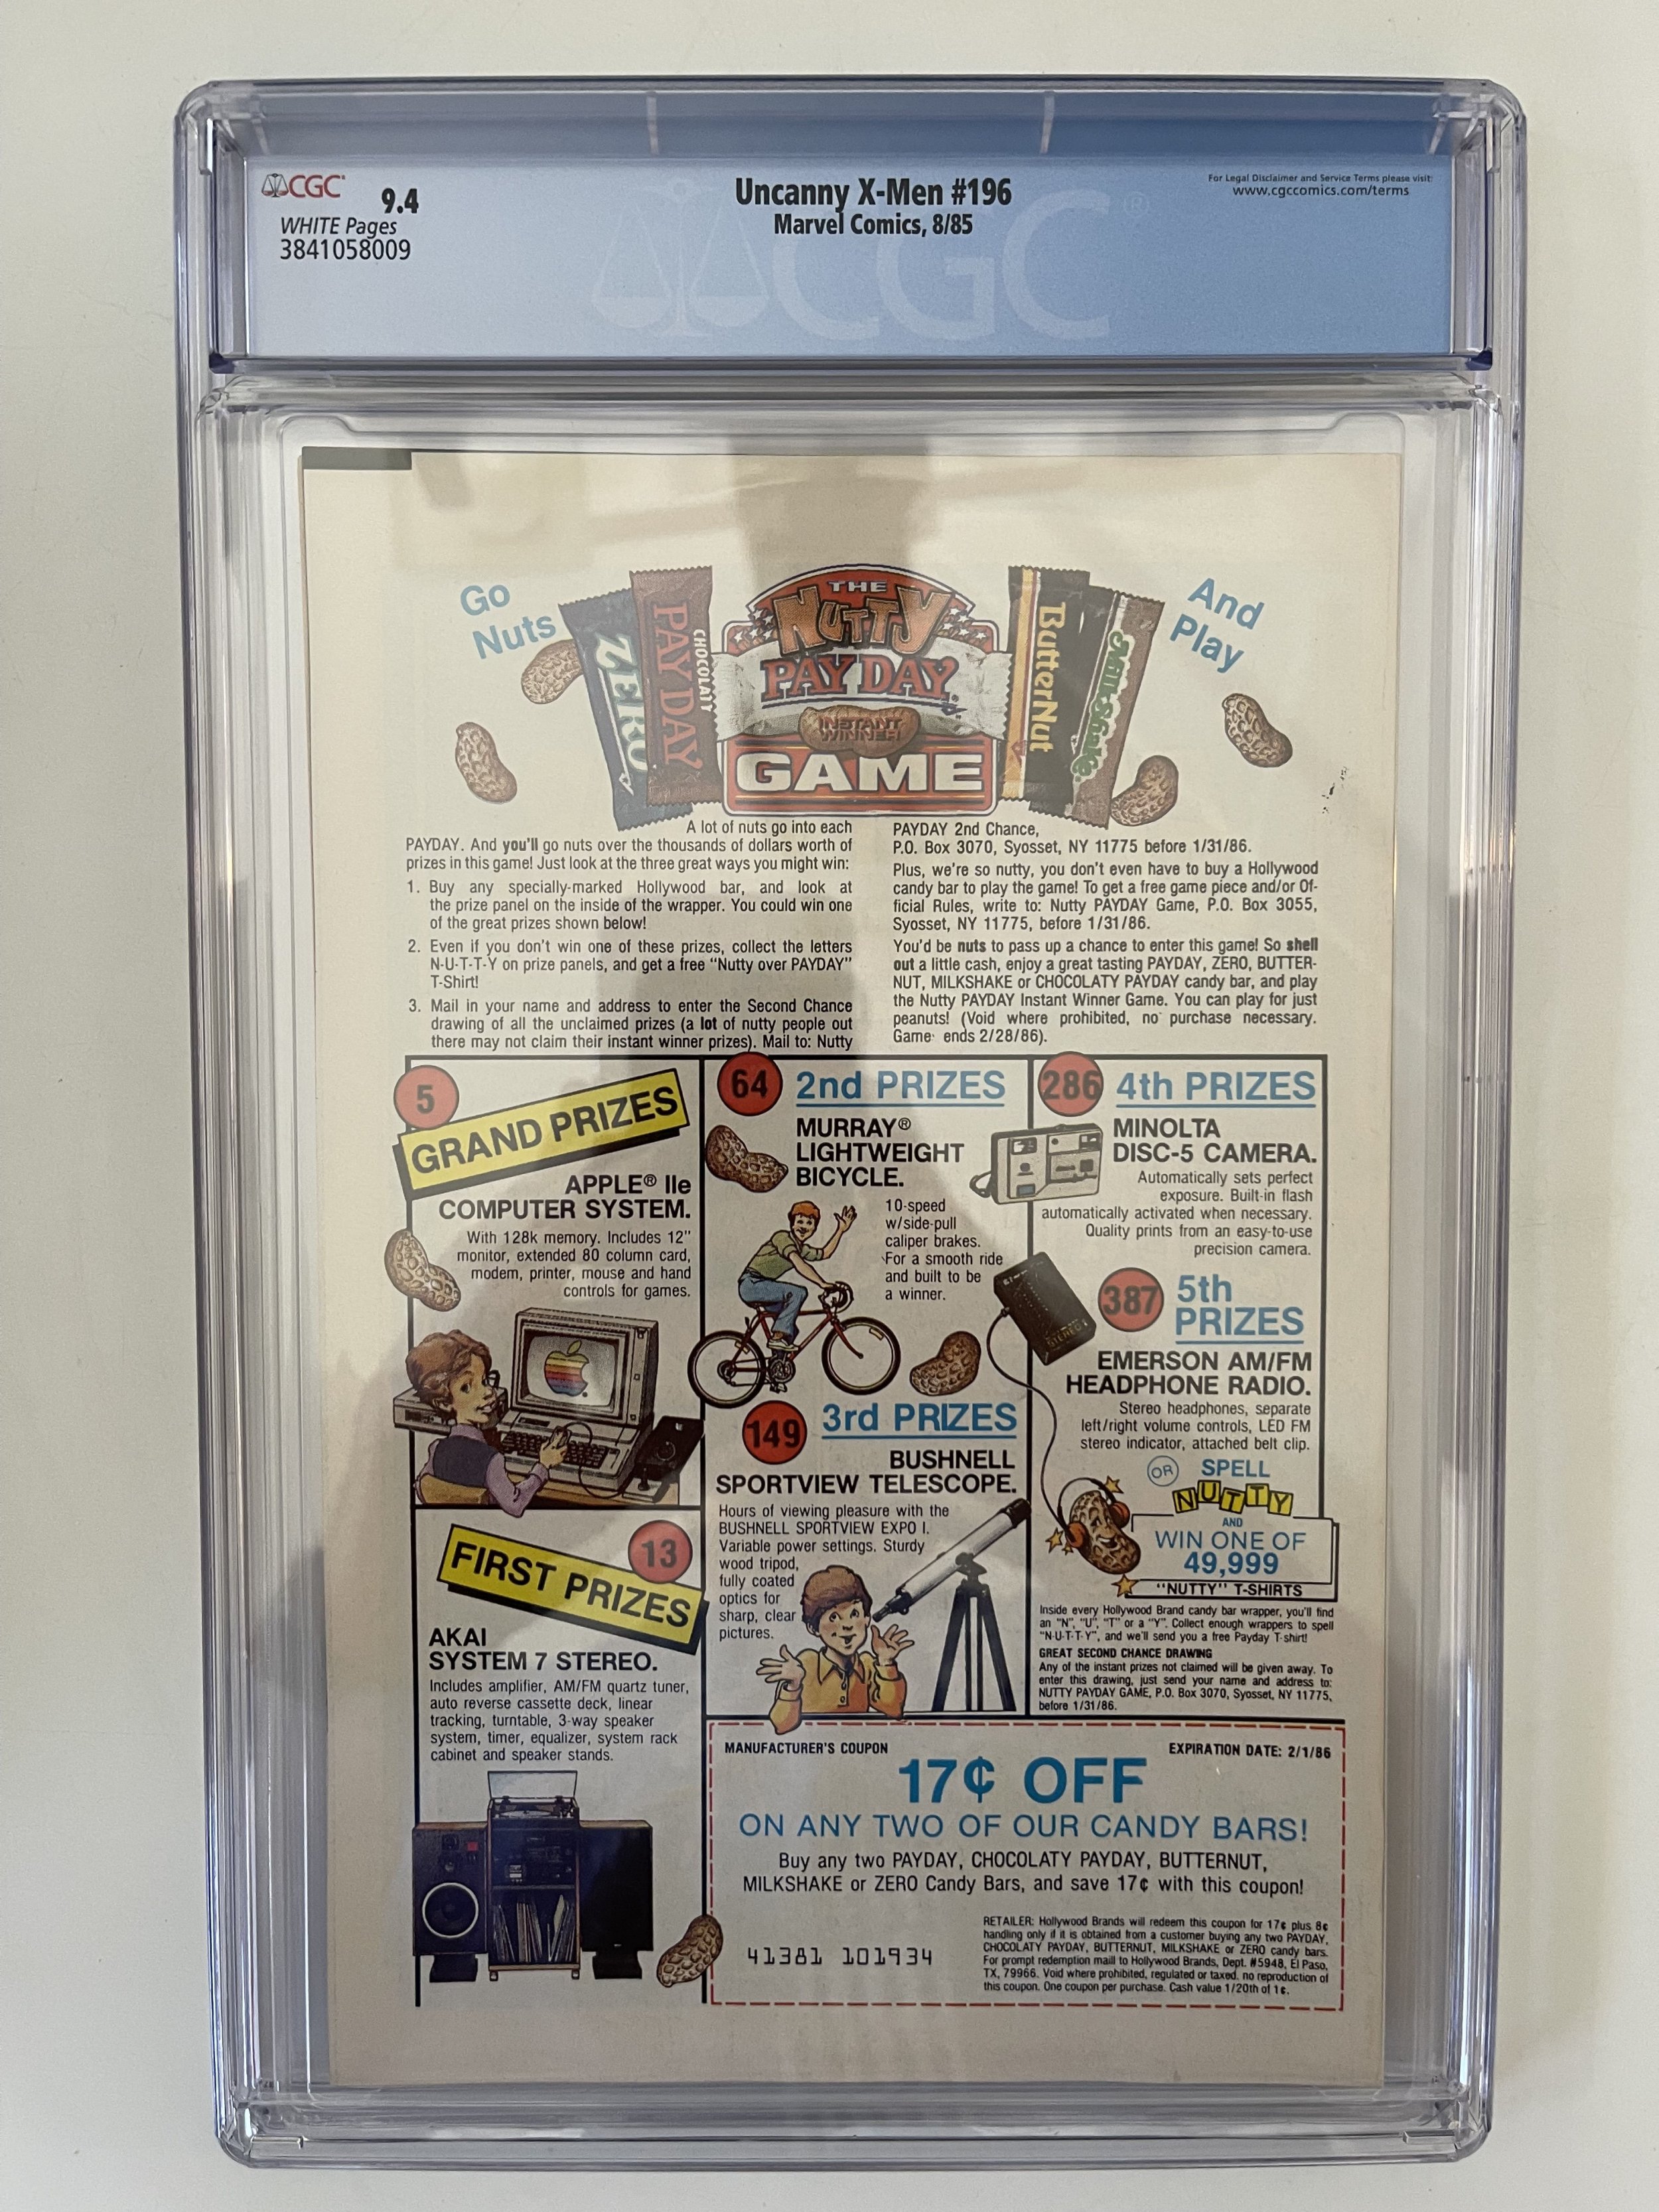 CGC
9.4
WHITE Pages
3841058009
Uncanny X-Men #196
Marvel Comics, 8/85
For Legal Disclaimer and Service Terms please visit:
www.cgccomics.com/terms
CGC®
Go
Nuts
ZERO
CHOCOLATY
PAY DAY
THE
NUTTY
PAY DAY
INSTANT
WINNER
GAME
ButterNut
Milk-Shake
And
Play
A lot of nuts go into each
PAYDAY. And you'll go nuts over the thousands of dollars worth of
prizes in this game! Just look at the three great ways you might win:
1. Buy any specially-marked Hollywood bar, and look at
the prize panel on the inside of the wrapper. You could win one
of the great prizes shown below!
2. Even if you don't win one of these prizes, collect the letters
N-U-T-T-Y on prize panels, and get a free “Nutty over PAYDAY”
T-Shirt!
3. Mail in your name and address to enter the Second Chance
drawing of all the unclaimed prizes (a lot of nutty people out
there may not claim their instant winner prizes). Mail to: Nutty
PAYDAY 2nd Chance,
P.O. Box 3070, Syosset, NY 11775 before 1/31/86.
Plus, we're so nutty, you don't even have to buy a Hollywood
candy bar to play the game! To get a free game piece and/or Of-
ficial Rules, write to: Nutty PAYDAY Game, P.O. Box 3055,
Syosset, NY 11775, before 1/31/86.
You'd be nuts to pass up a chance to enter this game! So shell
out a little cash, enjoy a great tasting PAYDAY, ZERO, BUTTER-
NUT, MILKSHAKE or CHOCOLATY PAYDAY candy bar, and play
the Nutty PAYDAY Instant Winner Game. You can play for just
peanuts! (Void where prohibited, no purchase necessary.
Game ends 2/28/86).
5
GRAND PRIZES
APPLE® IIe
COMPUTER SYSTEM.
With 128k memory. Includes 12"
monitor, extended 80 column card,
modem, printer, mouse and hand
controls for games.
13
FIRST PRIZES
AKAI
SYSTEM 7 STEREO.
Includes amplifier, AM/FM quartz tuner,
auto reverse cassette deck, linear
tracking, turntable, 3-way speaker
system, timer, equalizer, system rack
cabinet and speaker stands.
64
2nd PRIZES
MURRAY®
LIGHTWEIGHT
BICYCLE.
10-speed
w/side-pull
caliper brakes.
For a smooth ride
and built to be
a winner.
149
3rd PRIZES
BUSHNELL
SPORTVIEW TELESCOPE.
Hours of viewing pleasure with the
BUSHNELL SPORTVIEW EXPO I.
Variable power settings. Sturdy
wood tripod,
fully coated
optics for
sharp, clear
pictures.
286
4th PRIZES
MINOLTA
DISC-5 CAMERA.
Automatically sets perfect
exposure. Built-in flash
automatically activated when necessary.
Quality prints from an easy-to-use
precision camera.
387
5th
PRIZES
EMERSON AM/FM
HEADPHONE RADIO.
Stereo headphones, separate
left/right volume controls, LED FM
stereo indicator, attached belt clip.
OR
SPELL
NUTTY
AND
WIN ONE OF
49,999
“NUTTY” T-SHIRTS
Inside every Hollywood Brand candy bar wrapper, you'll find
an “N”, “U”, “T” or a “Y”. Collect enough wrappers to spell
“N-U-T-T-Y”, and we'll send you a free Payday T-shirt!
GREAT SECOND CHANCE DRAWING
Any of the instant prizes not claimed will be given away. To
enter this drawing, just send your name and address to:
NUTTY PAYDAY GAME, P.O. Box 3070, Syosset, NY 11775,
before 1/31/86.
MANUFACTURER'S COUPON
EXPIRATION DATE: 2/1/86
17¢ OFF
ON ANY TWO OF OUR CANDY BARS!
Buy any two PAYDAY, CHOCOLATY PAYDAY, BUTTERNUT,
MILKSHAKE or ZERO Candy Bars, and save 17¢ with this coupon!
41381 101934
RETAILER: Hollywood Brands will redeem this coupon for 17¢ plus 8¢
handling only if it is obtained from a customer buying any two PAYDAY,
CHOCOLATY PAYDAY, BUTTERNUT, MILKSHAKE or ZERO candy bars.
For prompt redemption mail to Hollywood Brands, Dept. #5948, El Paso,
TX, 79966. Void where prohibited, regulated or taxed. no reproduction of
this coupon. One coupon per purchase. Cash value 1/20th of 1¢.